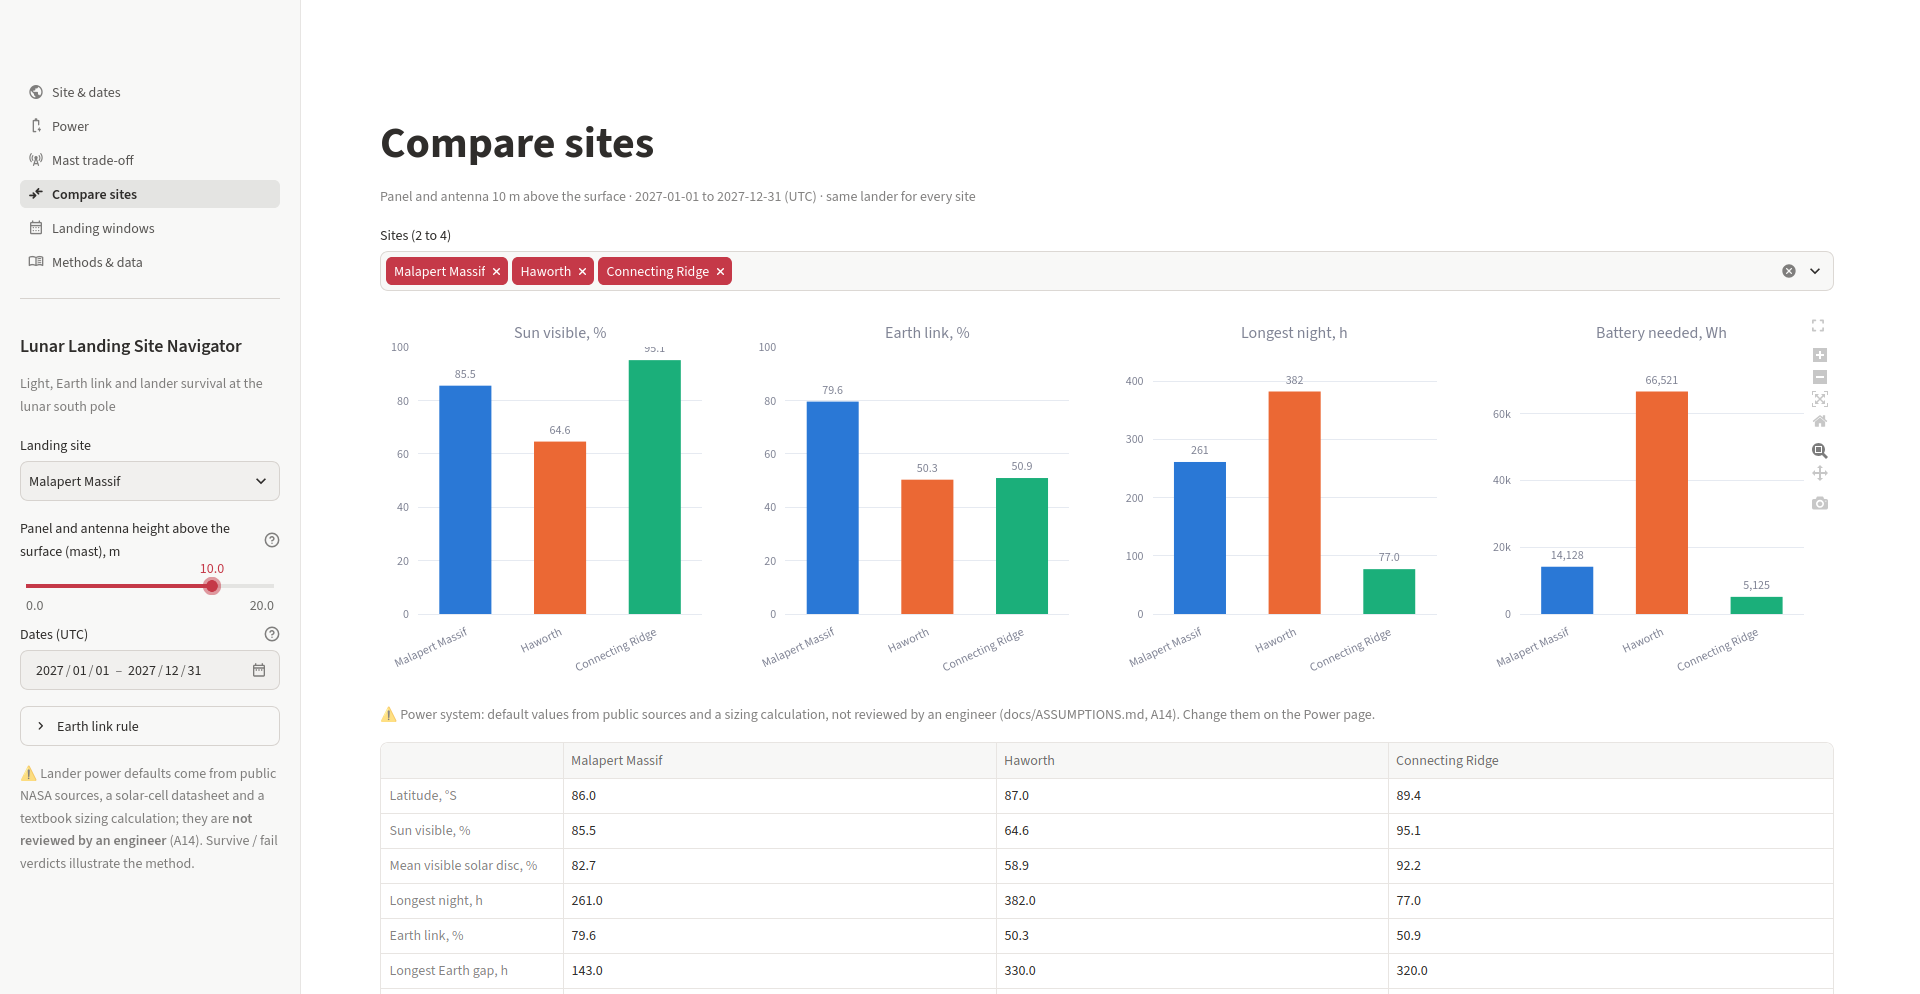 Site & dates
Power
Mast trade-off
Compare sites
Landing windows
Methods & data
Lunar Landing Site Navigator
Light, Earth link and lander survival at the
lunar south pole
Landing site
Malapert Massif
Panel and antenna height above the
surface (mast), m
10.0
0.0 20.0
Dates (UTC)
2027/01/01 – 2027/12/31
Earth link rule
⚠️ Lander power defaults come from public
NASA sources, a solar-cell datasheet and a
textbook sizing calculation; they are not
reviewed by an engineer (A14). Survive / fail
verdicts illustrate the method.
Compare sites
Panel and antenna 10 m above the surface · 2027-01-01 to 2027-12-31 (UTC) · same lander for every site
Sites (2 to 4)
Malapert Massif × Haworth × Connecting Ridge ×
Sun visible, %
100
80
60
40
20
0
85.5
64.6
95.1
Malapert Massif
Haworth
Connecting Ridge
Earth link, %
100
80
60
40
20
0
79.6
50.3
50.9
Malapert Massif
Haworth
Connecting Ridge
Longest night, h
400
300
200
100
0
261
382
77.0
Malapert Massif
Haworth
Connecting Ridge
Battery needed, Wh
60k
40k
20k
0
14,128
66,521
5,125
Malapert Massif
Haworth
Connecting Ridge
⚠️ Power system: default values from public sources and a sizing calculation, not reviewed by an engineer (docs/ASSUMPTIONS.md, A14). Change them on the Power page.
Malapert Massif Haworth Connecting Ridge
Latitude, °S 86.0 87.0 89.4
Sun visible, % 85.5 64.6 95.1
Mean visible solar disc, % 82.7 58.9 92.2
Longest night, h 261.0 382.0 77.0
Earth link, % 79.6 50.3 50.9
Longest Earth gap, h 143.0 330.0 320.0